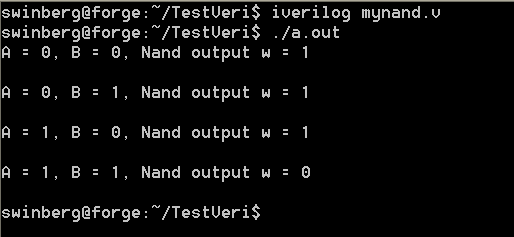 swinberg@forge:~/TestVeri$ iverilog mynand.v
swinberg@forge:~/TestVeri$ ./a.out
A = 0, B = 0, Nand output w = 1
A = 0, B = 1, Nand output w = 1
A = 1, B = 0, Nand output w = 1
A = 1, B = 1, Nand output w = 0
swinberg@forge:~/TestVeri$